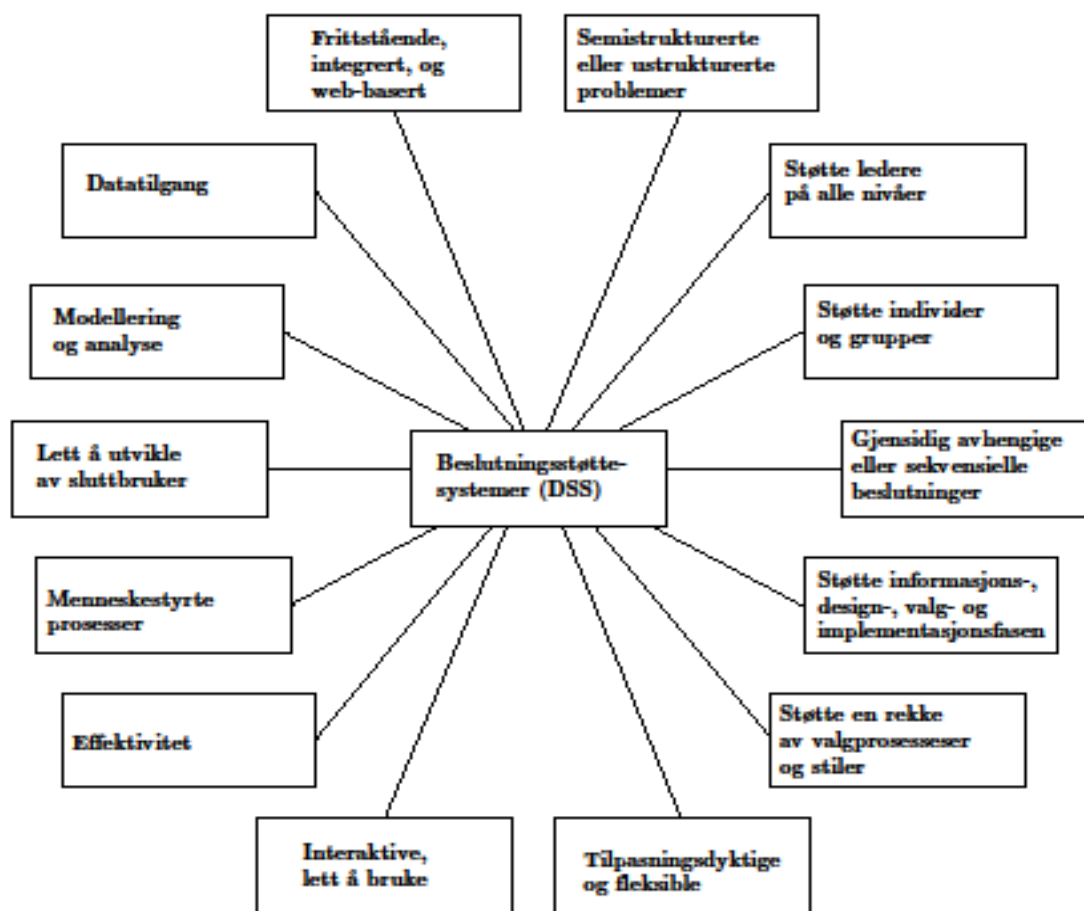 Frittstående,
integrert, og
web-basert
Semistrukturerte
eller ustrukturerte
problemer
Datatilgang
Støtte ledere
på alle nivåer
Modellering
og analyse
Støtte individer
og grupper
Lett å utvikle
av sluttbruker
Beslutningsstøtte-
systemer (DSS)
Gjensidig avhengige
eller sekvensielle
beslutninger
Menneskestyrte
prosesser
Støtte informasjons-,
design-, valg- og
implementasjonsfasen
Effektivitet
Støtte en rekke
av valgprosesseser
og stiler
Interaktive,
lett å bruke
Tilpasningsdyktige
og fleksible